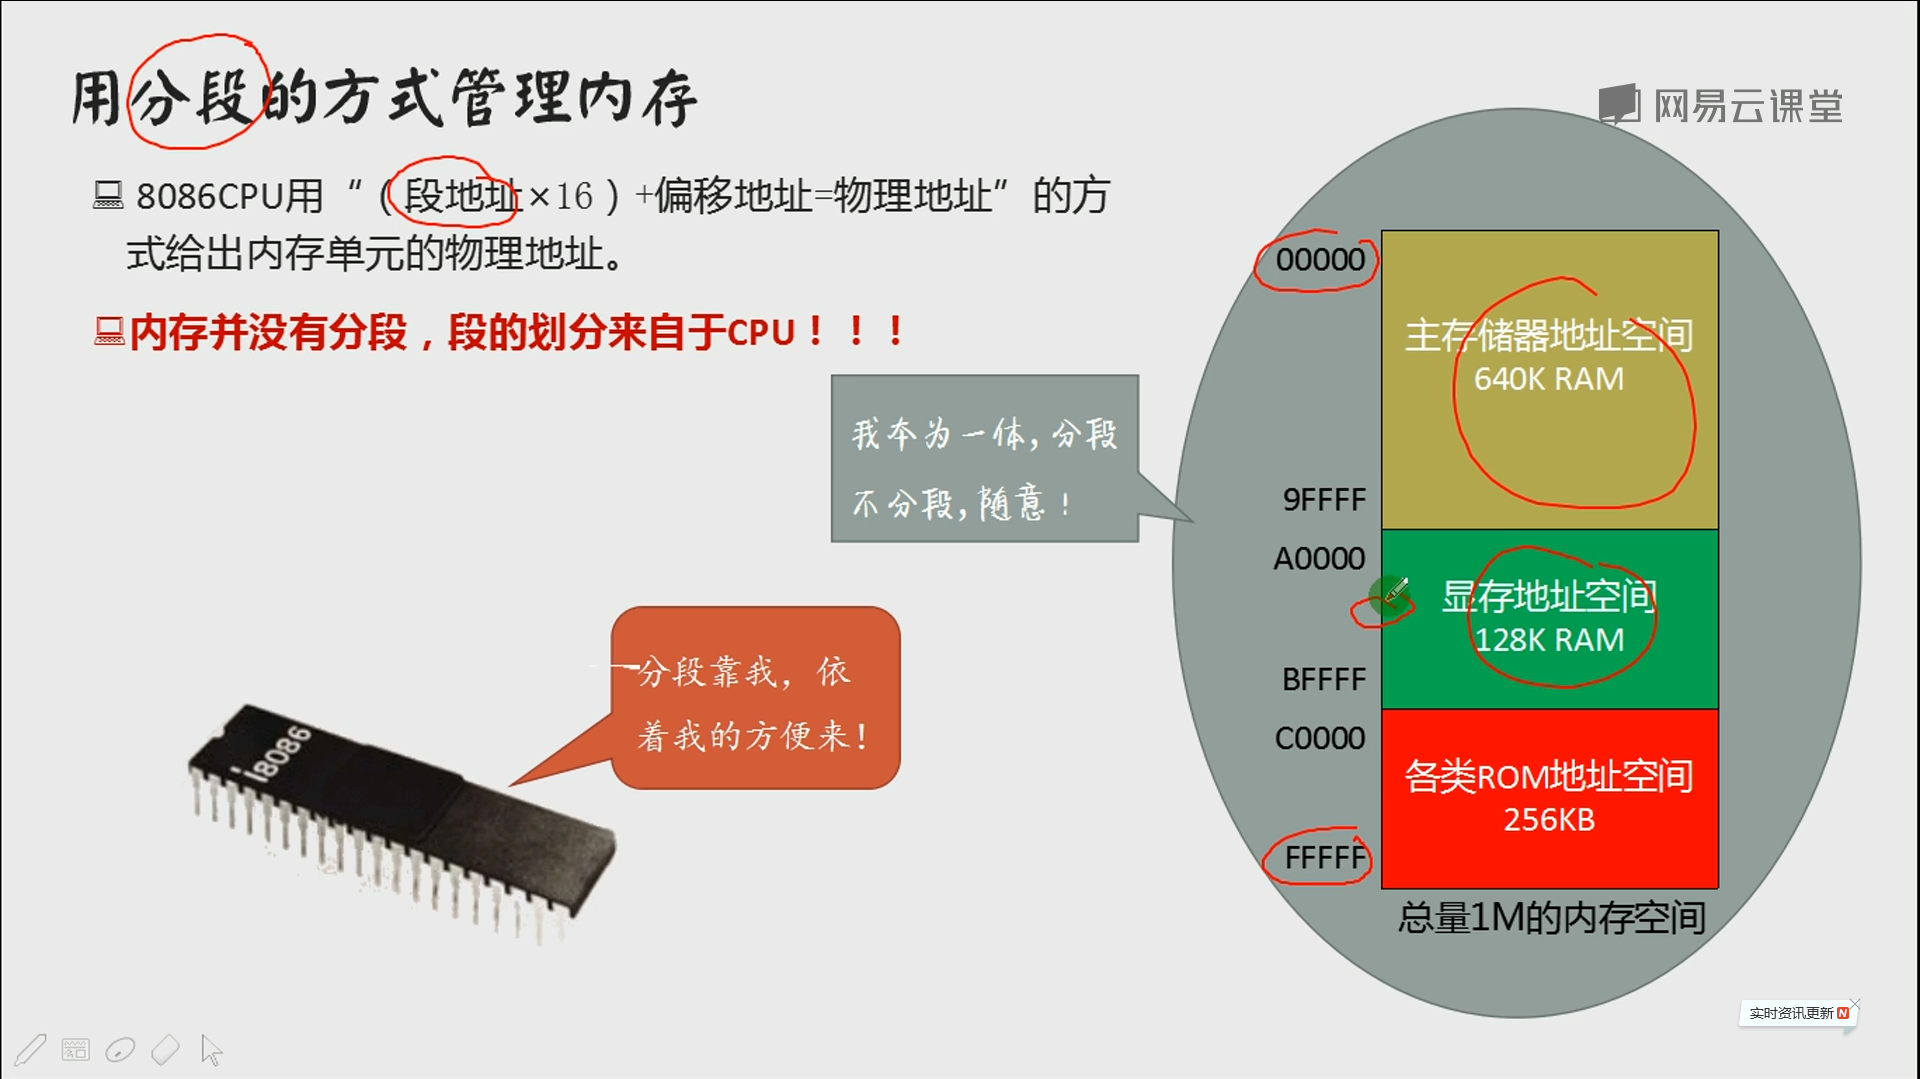 用分段的方式管理内存
网易云课堂
8086CPU用“（段地址×16）+偏移地址=物理地址”的方
式给出内存单元的物理地址。
内存并没有分段，段的划分来自于CPU！！！
我本为一体,分段
不分段,随意！
分段靠我，依
着我的方便来！
i8086
00000
主存储器地址空间
640K RAM
9FFFF
A0000
显存地址空间
128K RAM
BFFFF
C0000
各类ROM地址空间
256KB
FFFFF
总量1M的内存空间
实时资讯更新 N